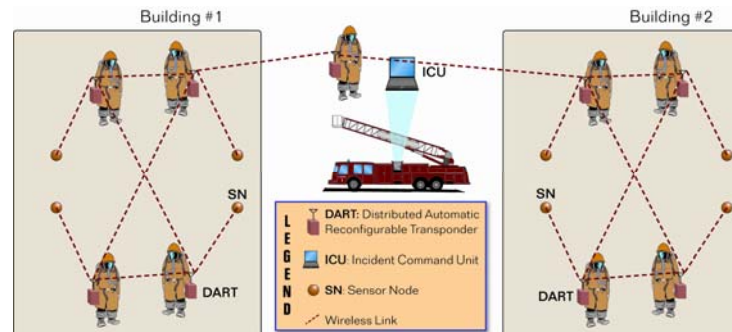 Building #1
Building #2
ICU
SN
SN
DART
DART
LEGEND
DART: Distributed Automatic
Reconfigurable Transponder
ICU: Incident Command Unit
SN: Sensor Node
Wireless Link